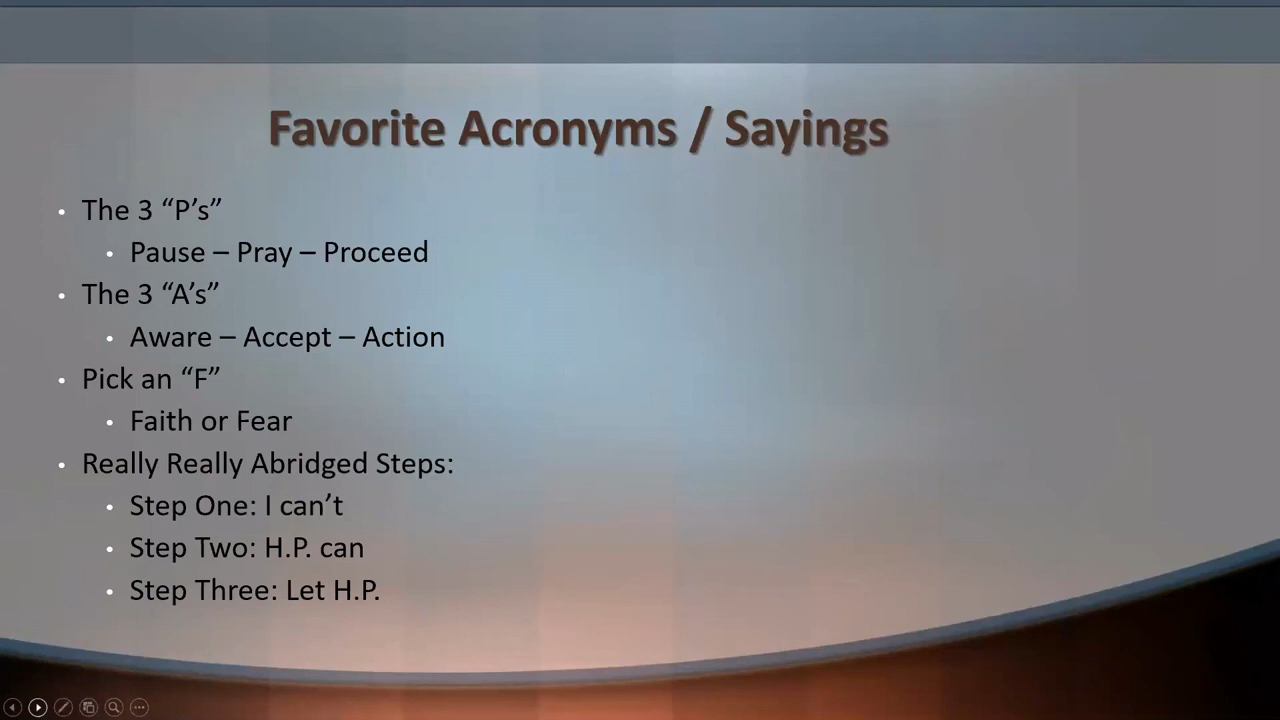 Favorite Acronyms / Sayings
• The 3 “P’s”
• Pause – Pray – Proceed
• The 3 “A’s”
• Aware – Accept – Action
• Pick an “F”
• Faith or Fear
• Really Really Abridged Steps:
• Step One: I can’t
• Step Two: H.P. can
• Step Three: Let H.P.